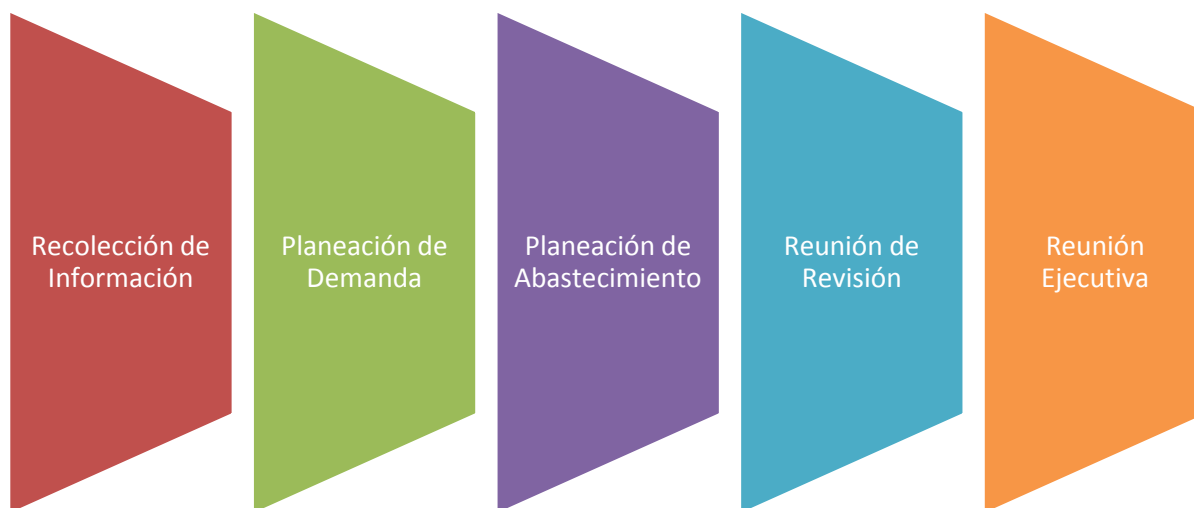 Recolección de
Información
Planeación de
Demanda
Planeación de
Abastecimiento
Reunión de
Revisión
Reunión
Ejecutiva